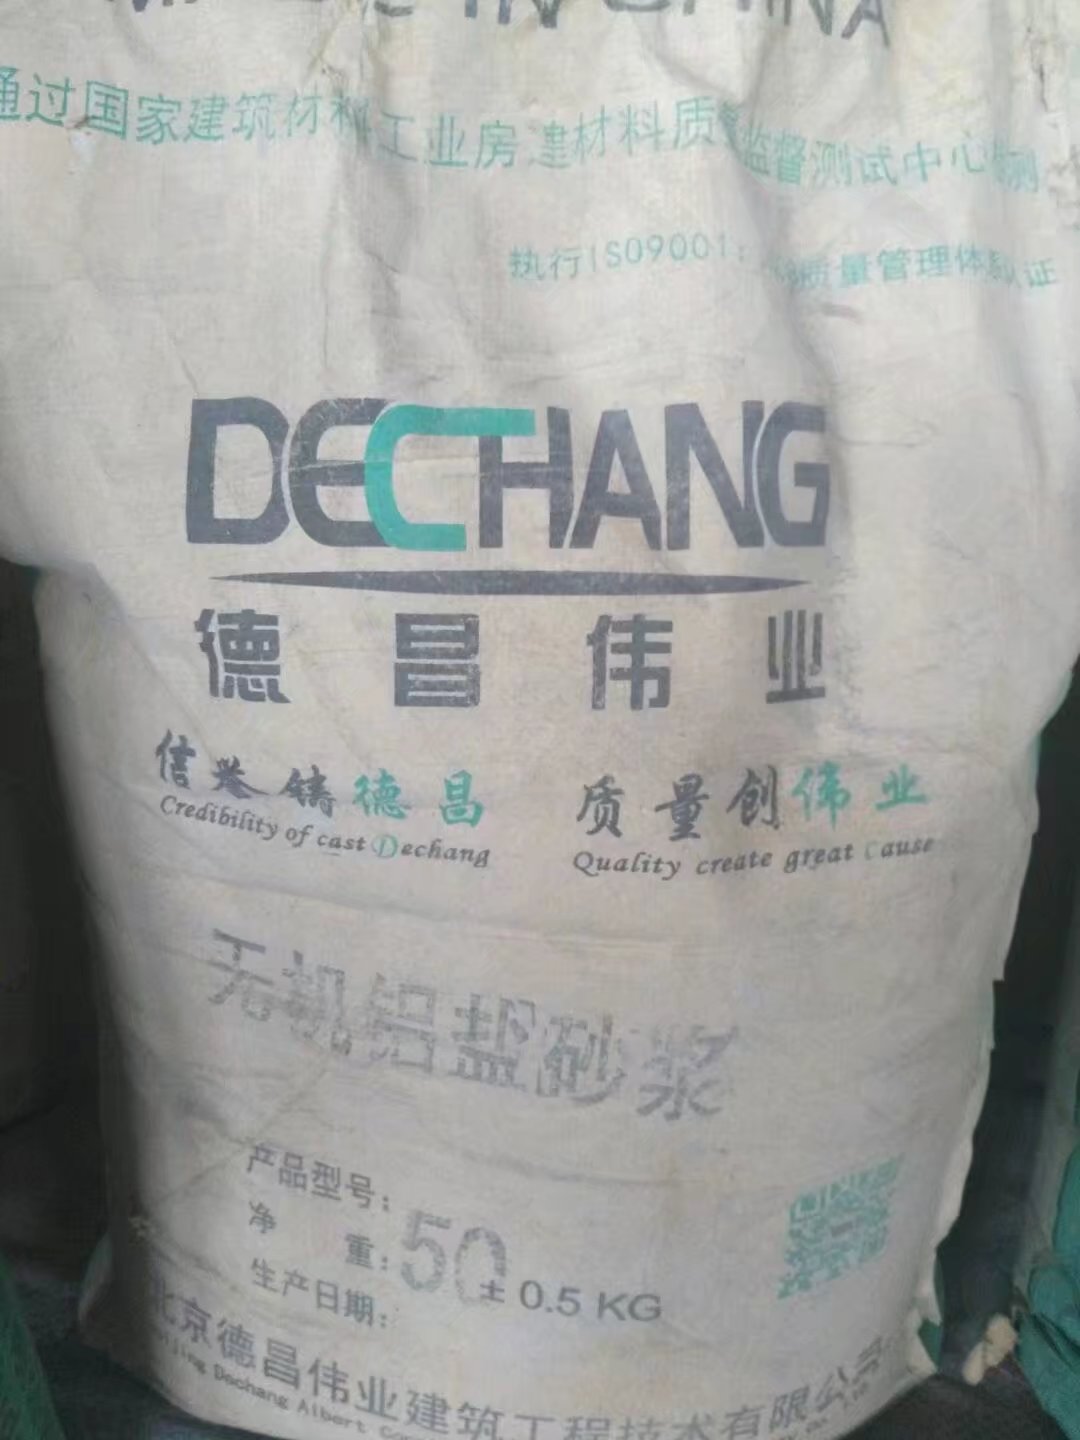 IN CHINA
通过国家建筑材料工业房建材料质量监督测试中心检测
执行ISO9001: 质量管理体系认证
DECHANG
德昌伟业
信誉铸德昌 质量创伟业
Credibility of cast Dechang Quality create great Cause
无机铝盐砂浆
产品型号:
净 重: 50 ± 0.5 KG
生产日期:
北京德昌伟业建筑工程技术有限公司
Dechang Albert